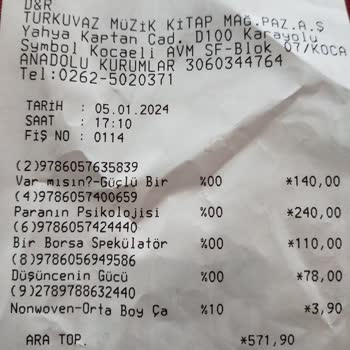 D&R
TURKUVAZ MÜZİK KİTAP MAĞ.PAZ.A.Ş
Yahya Kaptan Cad. D100 Karayolu
Symbol Kocaeli AVM SF-Blok 07/KOCA
ANADOLU KURUMLAR 3060344764
Tel:0262-5020371
TARİH : 05.01.2024
SAAT : 17:10
FİŞ NO : 0114
(2)9786057635839
Var mısın?-Güçlü Bir %00 *140,00
(4)9786057400659
Paranın Psikolojisi %00 *240,00
(6)9786057424440
Bir Borsa Spekülatör %00 *110,00
(8)9786056949586
Düşüncenin Gücü %00 *78,00
(9)2789788632440
Nonwoven-Orta Boy Ça %10 *3,90
ARA TOP. *571,90